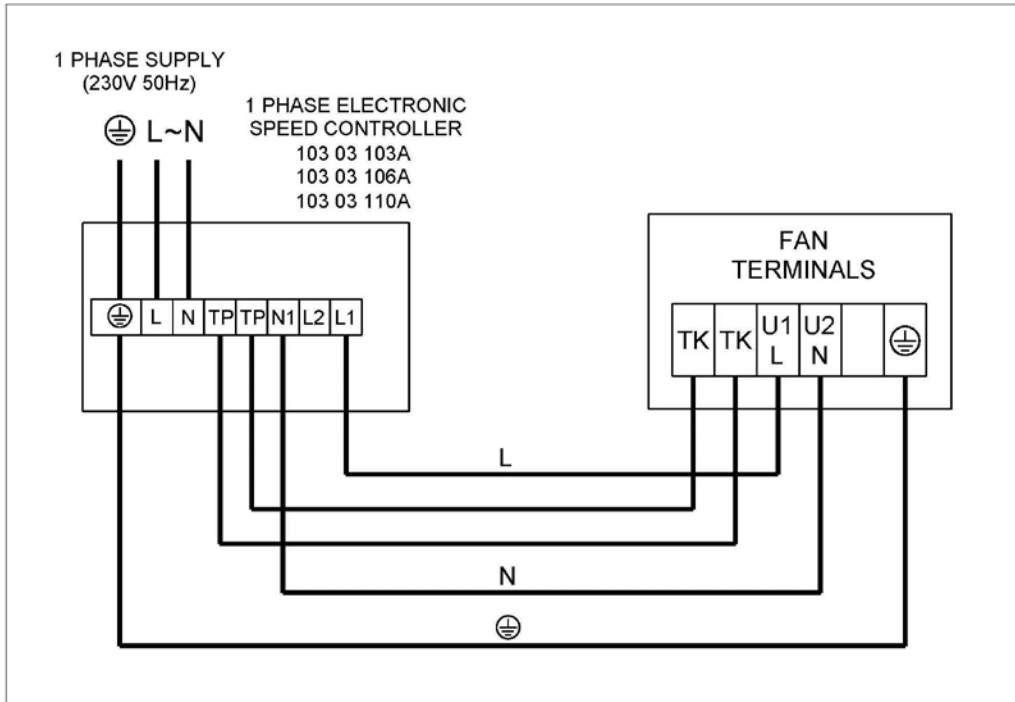 1 PHASE SUPPLY
(230V 50Hz)
L~N
1 PHASE ELECTRONIC
SPEED CONTROLLER
103 03 103A
103 03 106A
103 03 110A
L N TP TP N1 L2 L1
FAN
TERMINALS
TK TK U1 U2
L N
L
N